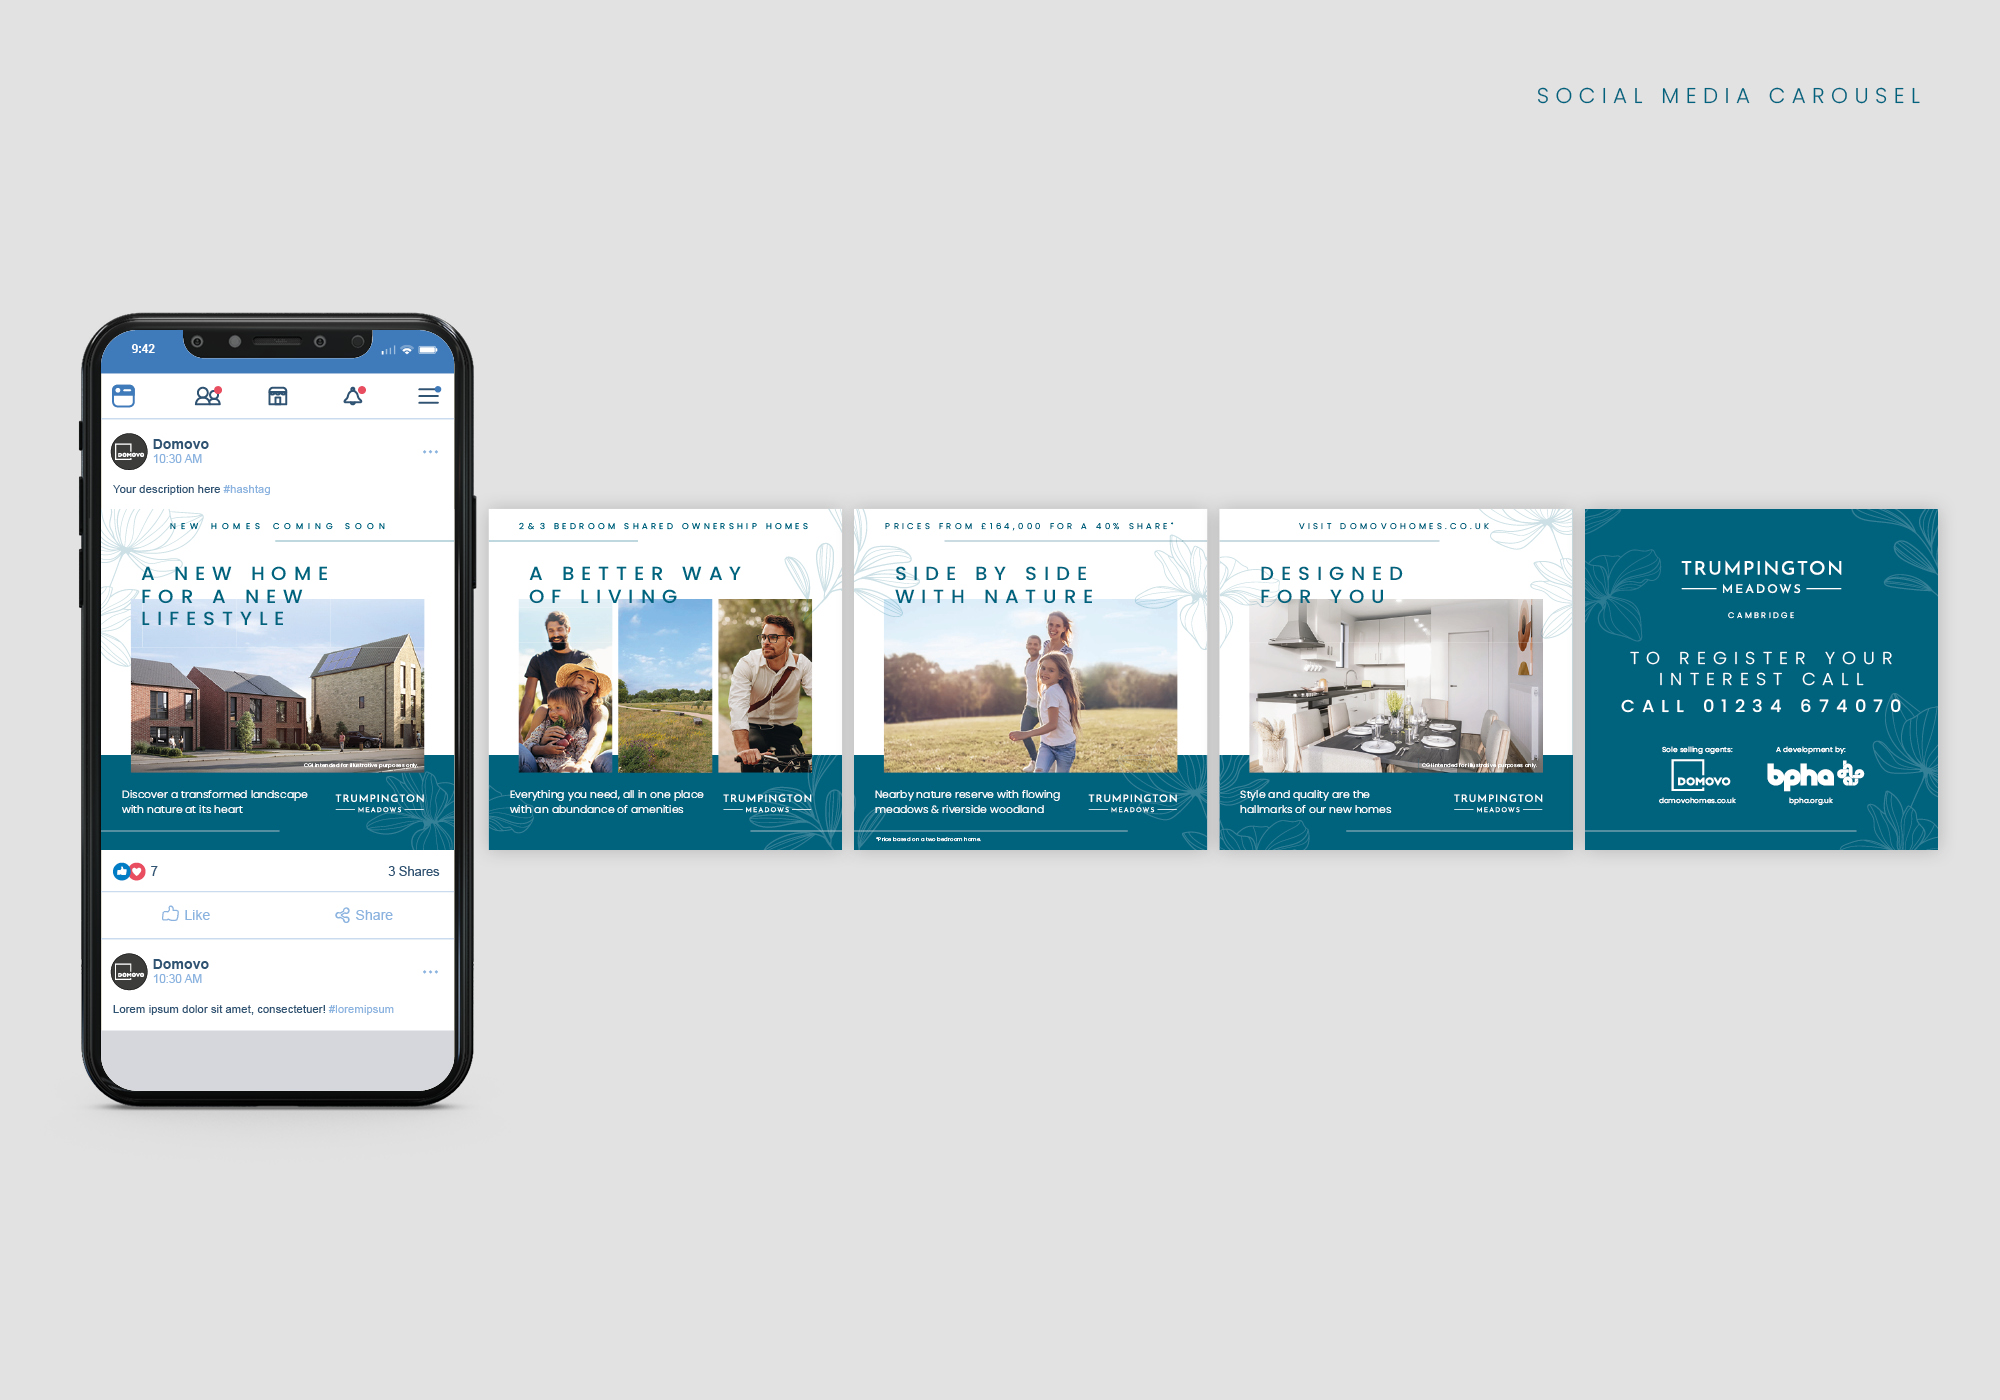 SOCIAL MEDIA CAROUSEL
9:42
DOMOVO
Domovo
10:30 AM
Your description here #hashtag
NEW HOMES COMING SOON
A NEW HOME
FOR A NEW
LIFESTYLE
CGI intended for illustrative purposes only.
Discover a transformed landscape
with nature at its heart
TRUMPINGTON
MEADOWS
7
3 Shares
Like
Share
DOMOVO
Domovo
10:30 AM
Lorem ipsum dolor sit amet, consectetuer! #loremipsum
2&3 BEDROOM SHARED OWNERSHIP HOMES
A BETTER WAY
OF LIVING
Everything you need, all in one place
with an abundance of amenities
TRUMPINGTON
MEADOWS
PRICES FROM £164,000 FOR A 40% SHARE*
SIDE BY SIDE
WITH NATURE
Nearby nature reserve with flowing
meadows & riverside woodland
TRUMPINGTON
MEADOWS
*Price based on a two bedroom home.
VISIT DOMOVOHOMES.CO.UK
DESIGNED
FOR YOU
CGI intended for illustrative purposes only.
Style and quality are the
hallmarks of our new homes
TRUMPINGTON
MEADOWS
TRUMPINGTON
MEADOWS
CAMBRIDGE
TO REGISTER YOUR
INTEREST CALL
CALL 01234 674070
Sole selling agents:
DOMOVO
domovohomes.co.uk
A development by:
bpha
bpha.org.uk